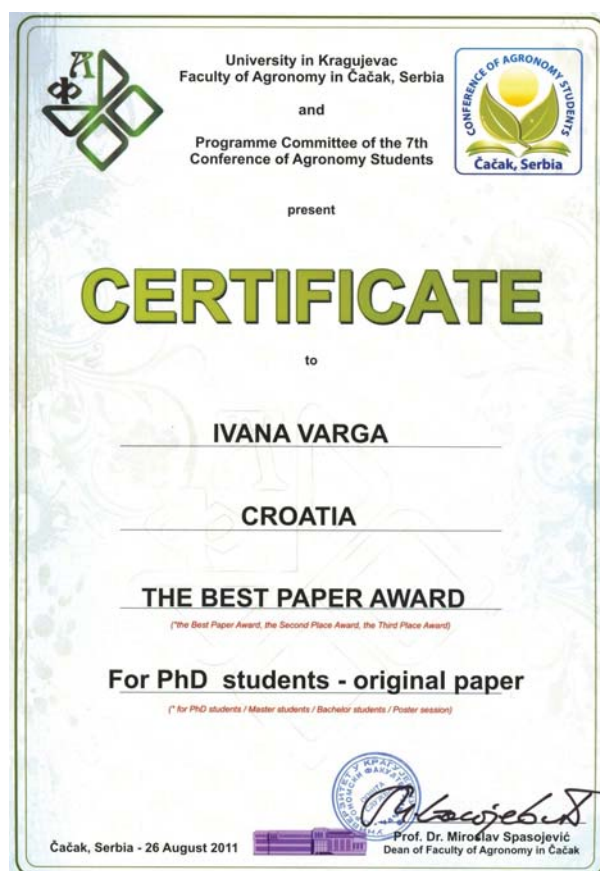 University in Kragujevac
Faculty of Agronomy in Čačak, Serbia
and
Programme Committee of the 7th
Conference of Agronomy Students
present
CONFERENCE OF AGRONOMY STUDENTS
Čačak, Serbia
CERTIFICATE
to
IVANA VARGA
CROATIA
THE BEST PAPER AWARD
(*the Best Paper Award, the Second Place Award, the Third Place Award)
For PhD students - original paper
(* for PhD students / Master students / Bachelor students / Poster session)
Čačak, Serbia - 26 August 2011
Prof. Dr. Miroslav Spasojević
Dean of Faculty of Agronomy in Čačak